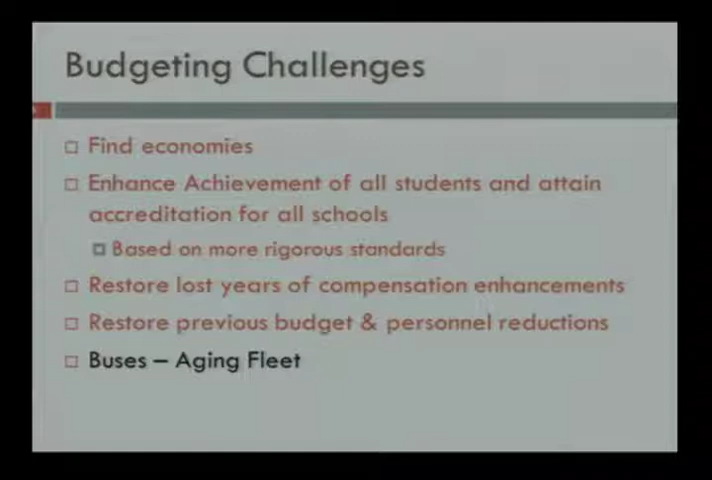 Budgeting Challenges
Find economies
Enhance Achievement of all students and attain
accreditation for all schools
Based on more rigorous standards
Restore lost years of compensation enhancements
Restore previous budget & personnel reductions
Buses – Aging Fleet